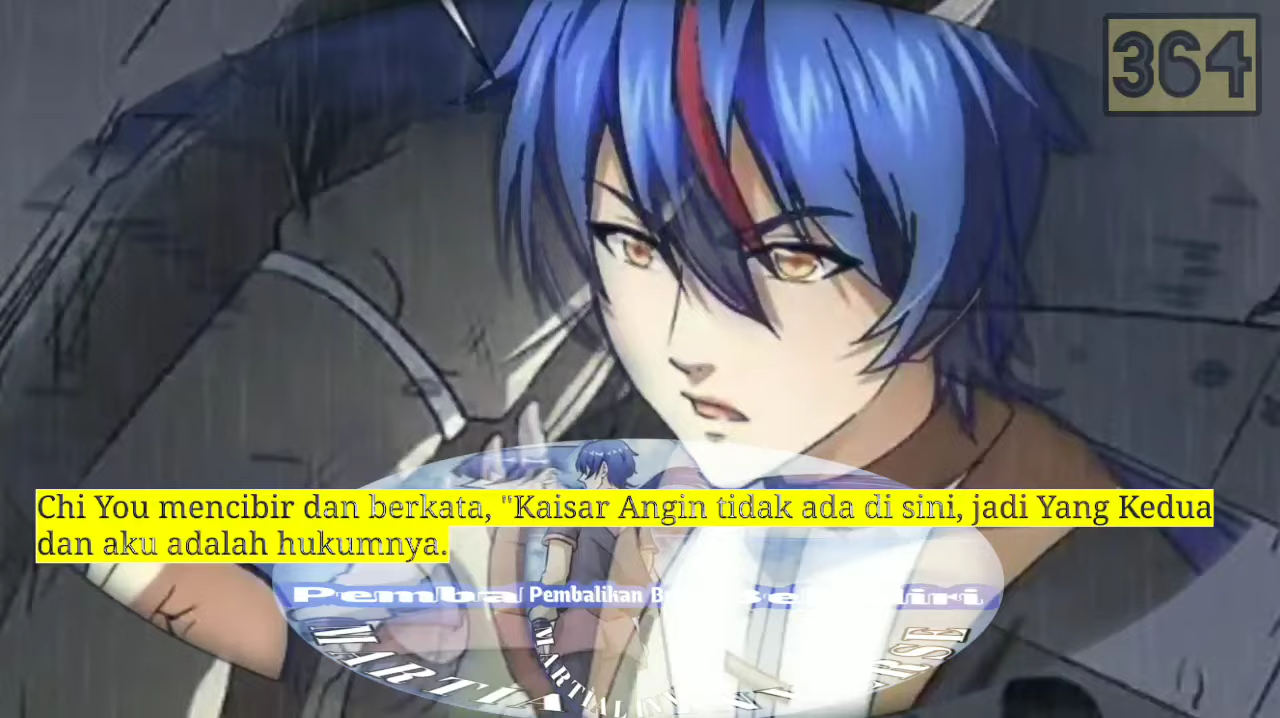 364
Chi You mencibir dan berkata, "Kaisar Angin tidak ada di sini, jadi Yang Kedua
dan aku adalah hukumnya.
Pembalikan